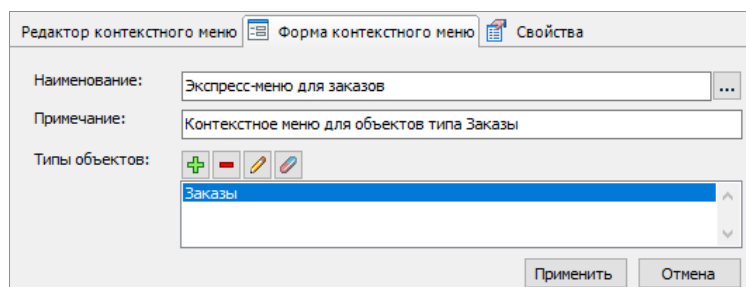 Редактор контекстного меню Форма контекстного меню Свойства
Наименование: Экспресс-меню для заказов ...
Примечание: Контекстное меню для объектов типа Заказы
Типы объектов:
Заказы
Применить Отмена